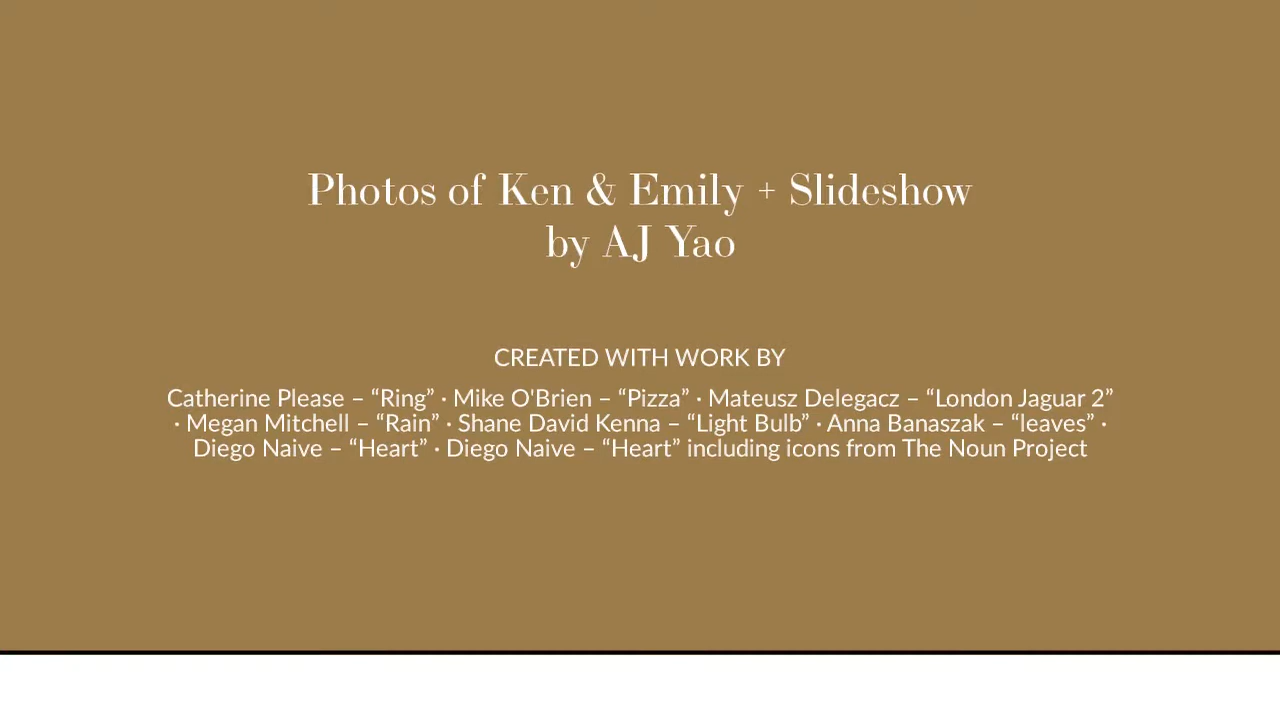 Photos of Ken & Emily + Slideshow
by AJ Yao
CREATED WITH WORK BY
Catherine Please – “Ring” · Mike O'Brien – “Pizza” · Mateusz Delegacz – “London Jaguar 2”
· Megan Mitchell – “Rain” · Shane David Kenna – “Light Bulb” · Anna Banaszak – “leaves” ·
Diego Naive – “Heart” · Diego Naive – “Heart” including icons from The Noun Project